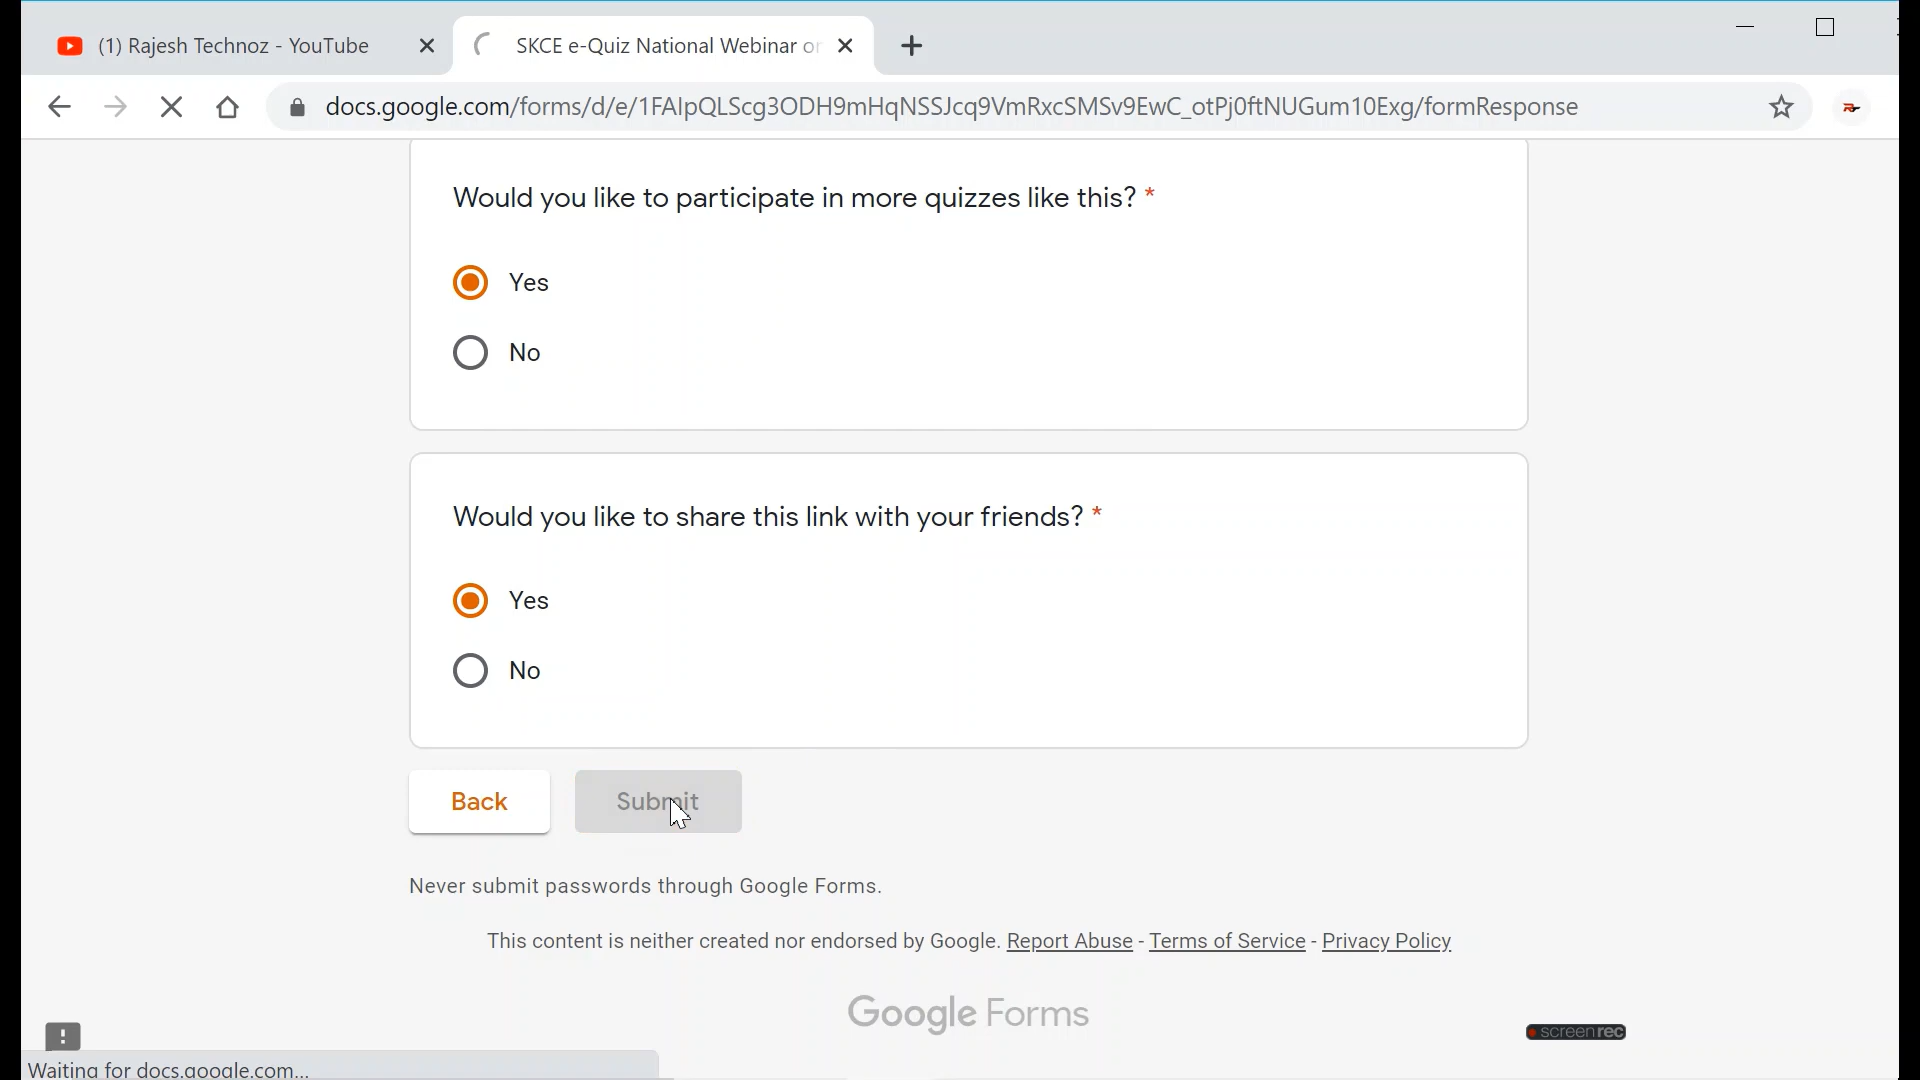 (1) Rajesh Technoz - YouTube
SKCE e-Quiz National Webinar or
docs.google.com/forms/d/e/1FAIpQLScg3ODH9mHqNSSJcq9VmRxcSMSv9EwC_otPj0ftNUGum10Exg/formResponse
Would you like to participate in more quizzes like this? *
Yes
No
Would you like to share this link with your friends? *
Yes
No
Back
Submit
Never submit passwords through Google Forms.
This content is neither created nor endorsed by Google. Report Abuse - Terms of Service - Privacy Policy
Google Forms
screenrec
Waiting for docs.google.com...